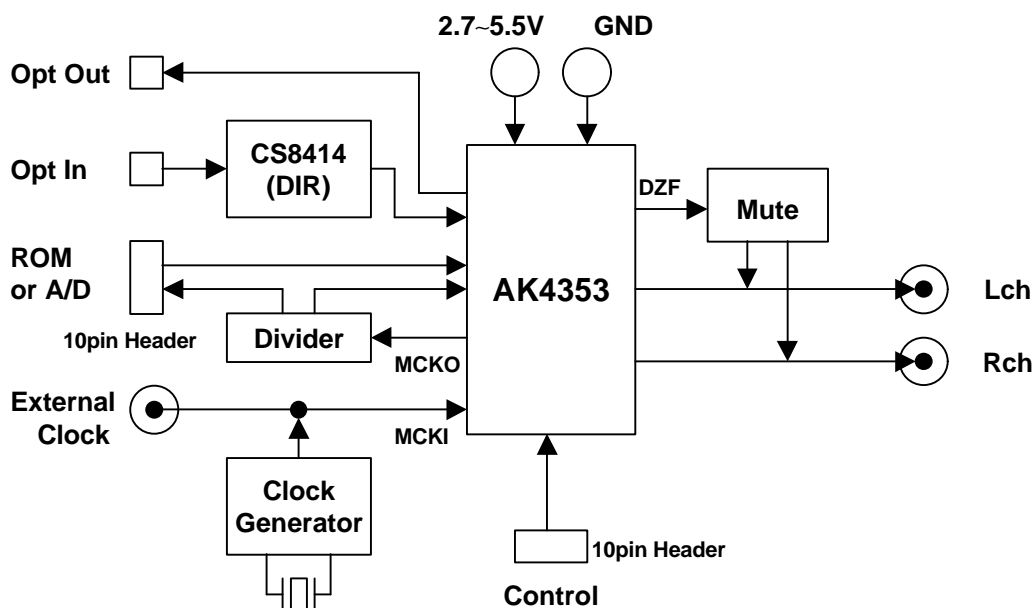 2.7~5.5V
GND
Opt Out
Opt In
CS8414
(DIR)
DZF
Mute
ROM
or A/D
AK4353
Lch
10pin Header
Divider
MCKO
Rch
External
Clock
MCKI
Clock
Generator
10pin Header
Control